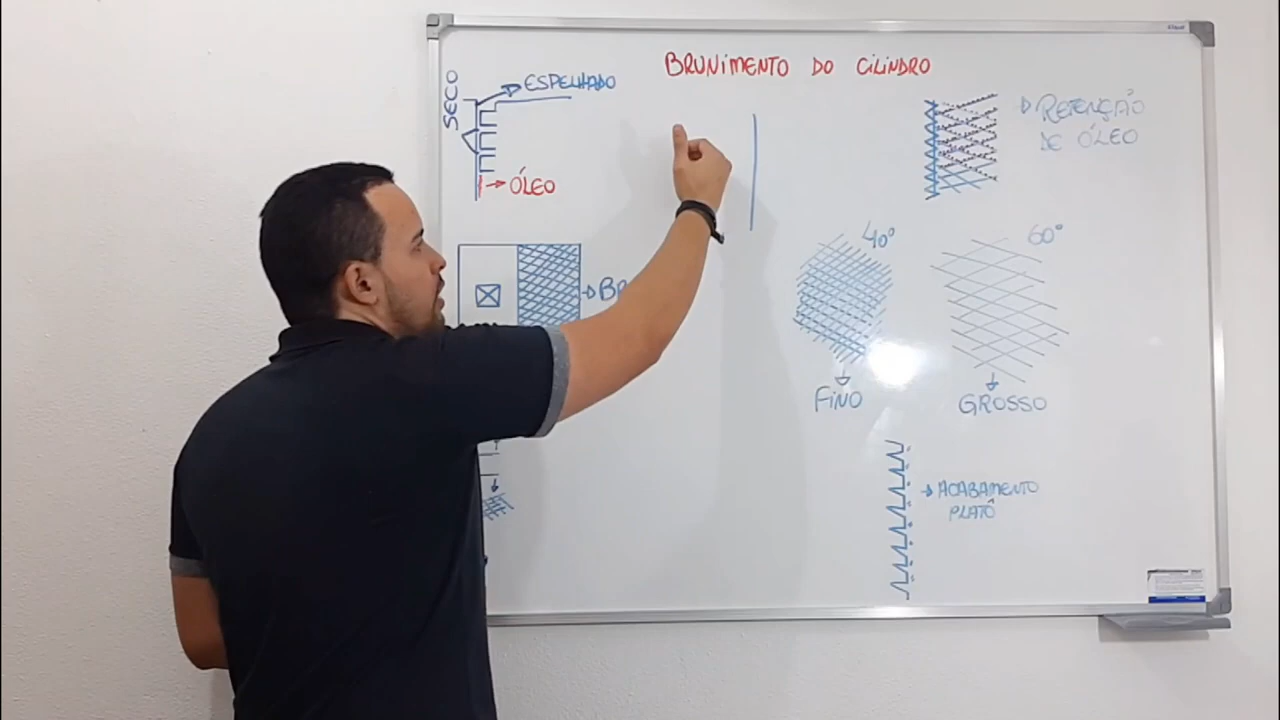 BRUNIMENTO DO CILINDRO
SECO
ESPELHADO
ÓLEO
RETENÇÃO
DE ÓLEO
40°
60°
FINO
GROSSO
ACABAMENTO
PLATÔ